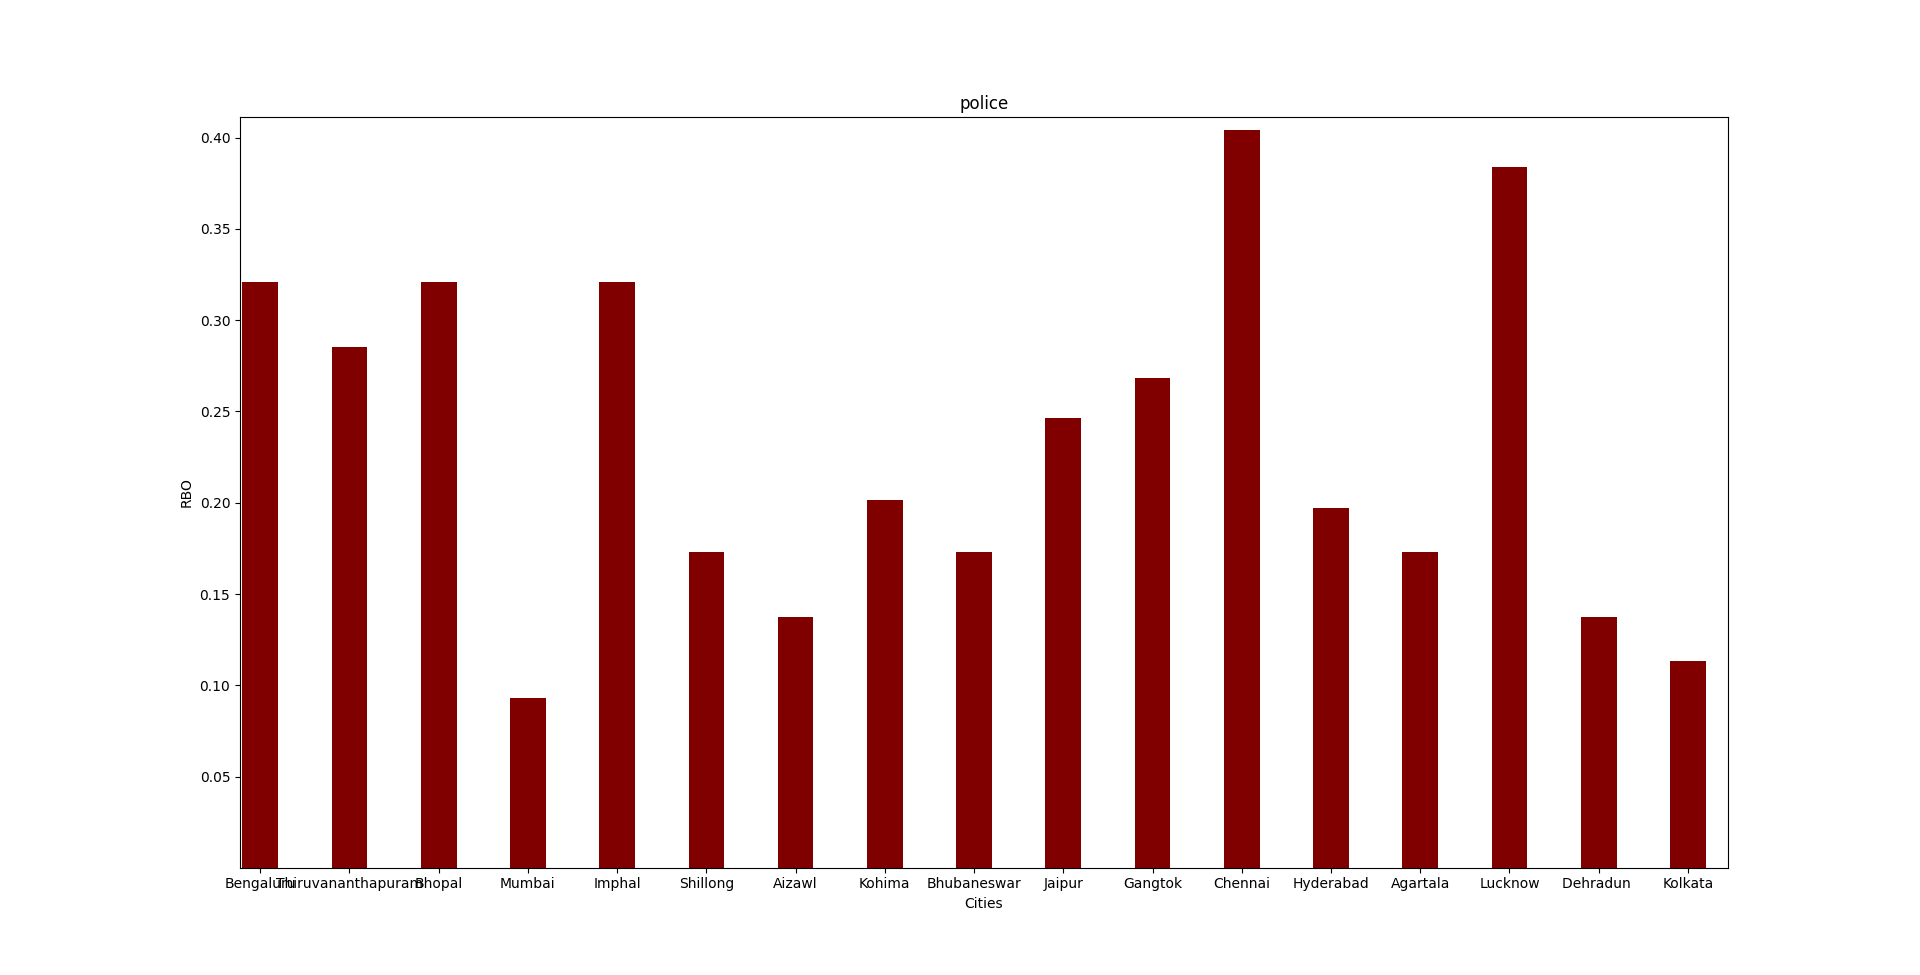 police
0.40
0.35
0.30
0.25
0.20
0.15
0.10
0.05
RBO
Bengaluru Thiruvananthapuram Bhopal Mumbai Imphal Shillong Aizawl Kohima Bhubaneswar Jaipur Gangtok Chennai Hyderabad Agartala Lucknow Dehradun Kolkata
Cities